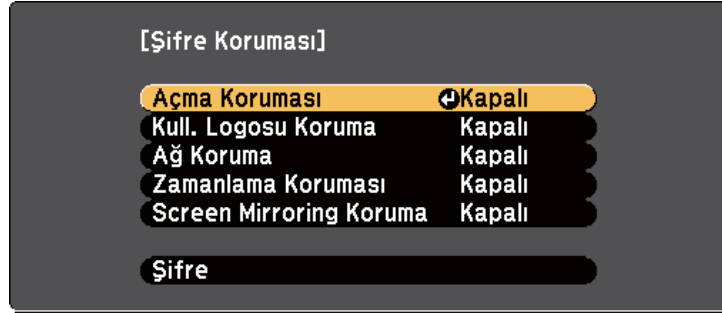 [Şifre Koruması]
Açma Koruması Kapalı
Kull. Logosu Koruma Kapalı
Ağ Koruma Kapalı
Zamanlama Koruması Kapalı
Screen Mirroring Koruma Kapalı
Şifre